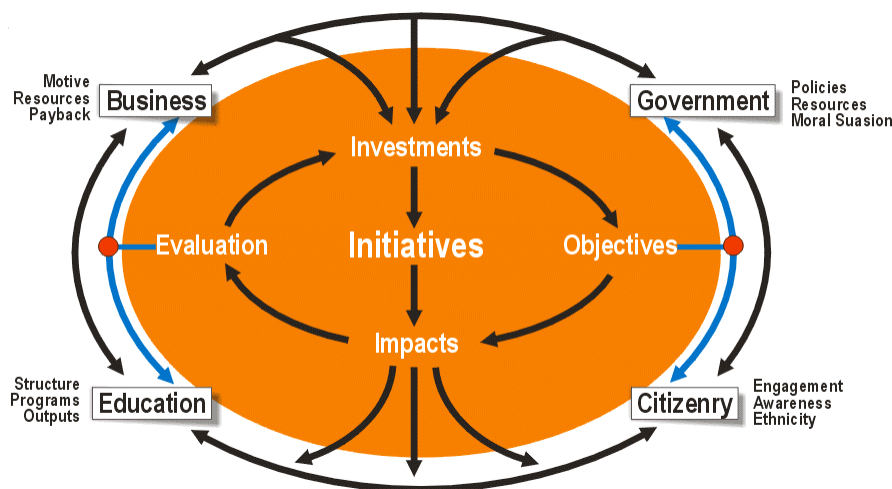 Motive
Resources
Payback
Business
Government
Policies
Resources
Moral Suasion
Investments
Evaluation
Initiatives
Objectives
Impacts
Structure
Programs
Outputs
Education
Citizenry
Engagement
Awareness
Ethnicity